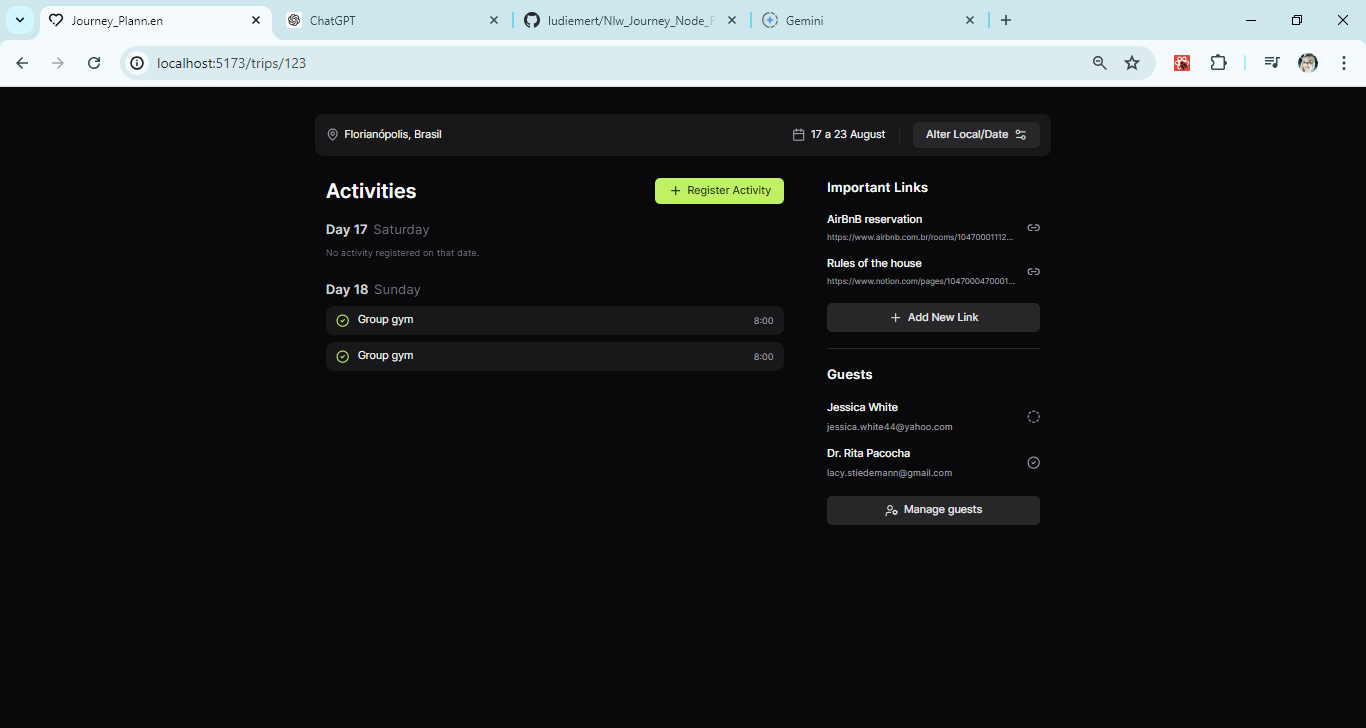 Journey_Plann.en
ChatGPT
ludiemert/Nlw_Journey_Node_R
Gemini
localhost:5173/trips/123
Florianópolis, Brasil
17 a 23 August
Alter Local/Date
Activities
Register Activity
Day 17 Saturday
No activity registered on that date.
Day 18 Sunday
Group gym 8:00
Group gym 8:00
Important Links
AirBnB reservation
https://www.airbnb.com.br/rooms/10470001112...
Rules of the house
https://www.notion.com/pages/1047000470001...
Add New Link
Guests
Jessica White
jessica.white44@yahoo.com
Dr. Rita Pacocha
lacy.stiedemann@gmail.com
Manage guests